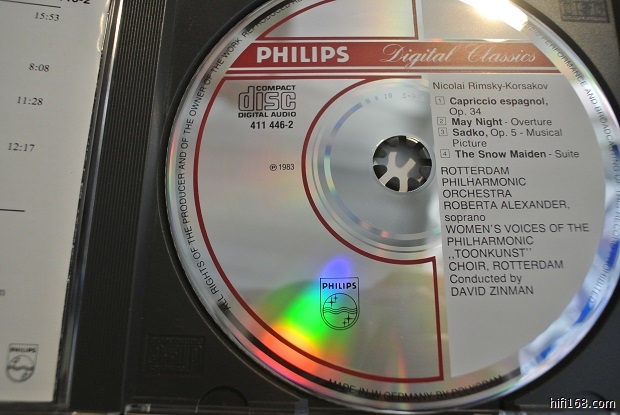 15:53
8:08
11:28
12:17
PHILIPS
Digital Classics
COMPACT
disc
DIGITAL AUDIO
411 446-2
℗ 1983
PHILIPS
Nicolai Rimsky-Korsakov
1 Capriccio espagnol,
Op. 34
2 May Night - Overture
3 Sadko, Op. 5 - Musical
Picture
4 The Snow Maiden - Suite
ROTTERDAM
PHILHARMONIC
ORCHESTRA
ROBERTA ALEXANDER,
soprano
WOMEN'S VOICES OF THE
PHILHARMONIC
,,TOONKUNST"
CHOIR, ROTTERDAM
Conducted by
DAVID ZINMAN
ALL RIGHTS OF THE PRODUCER AND OF THE OWNER OF THE WORK
MADE IN W. GERMANY BY
hifi168.com